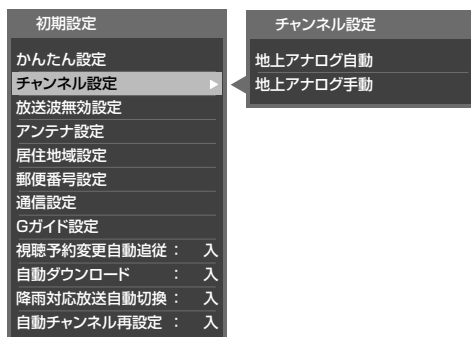 初期設定
かんたん設定
チャンネル設定
放送波無効設定
アンテナ設定
居住地域設定
郵便番号設定
通信設定
Gガイド設定
視聴予約変更自動追従： 入
自動ダウンロード ： 入
降雨対応放送自動切換： 入
自動チャンネル再設定 ： 入
チャンネル設定
地上アナログ自動
地上アナログ手動